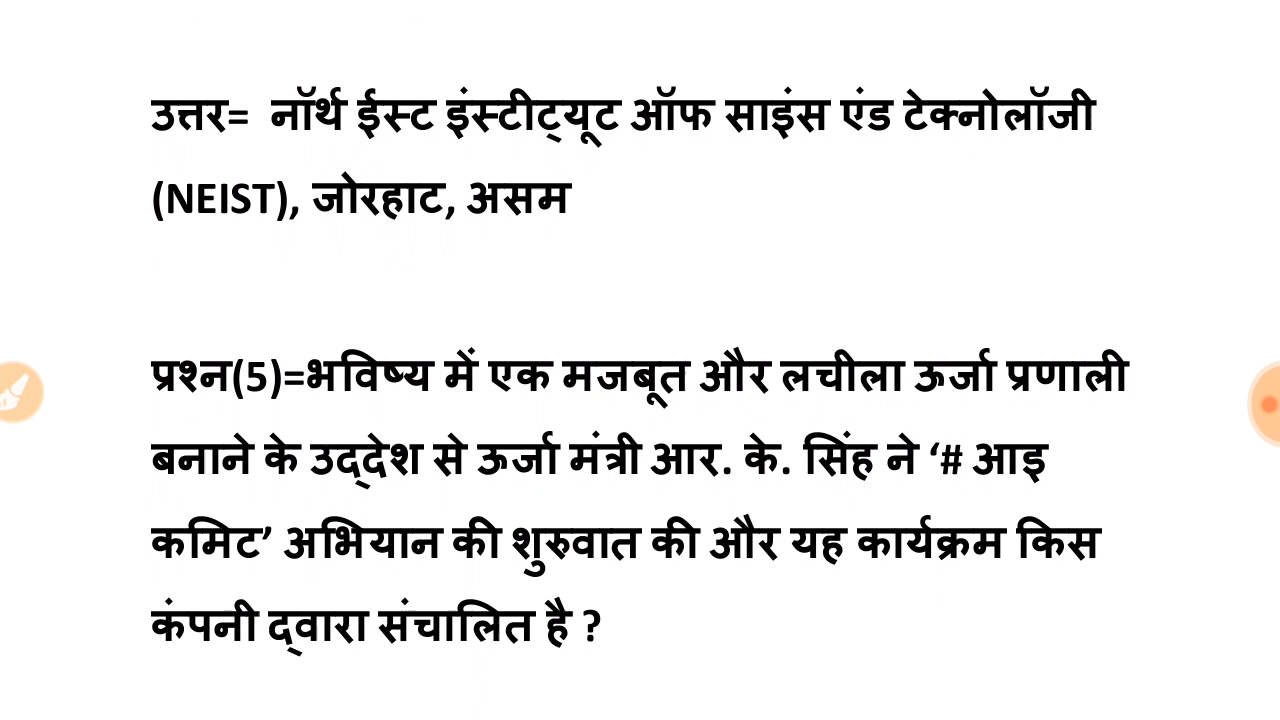 उत्तर= नॉर्थ ईस्ट इंस्टीट्यूट ऑफ साइंस एंड टेक्नोलॉजी
(NEIST), जोरहाट, असम
प्रश्न(5)=भविष्य में एक मजबूत और लचीला ऊर्जा प्रणाली
बनाने के उद्देश से ऊर्जा मंत्री आर. के. सिंह ने ‘# आइ
कमिट’ अभियान की शुरुवात की और यह कार्यक्रम किस
कंपनी द्वारा संचालित है ?